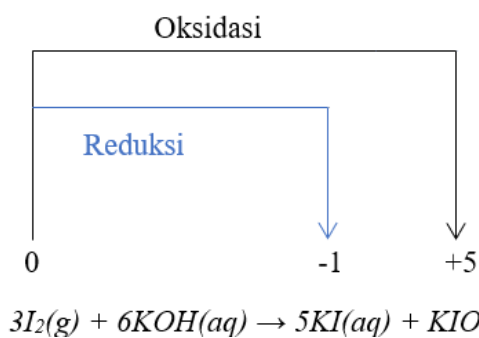 Oksidasi
Reduksi
0 -1 +5
3I₂(g) + 6KOH(aq) → 5KI(aq) + KIO